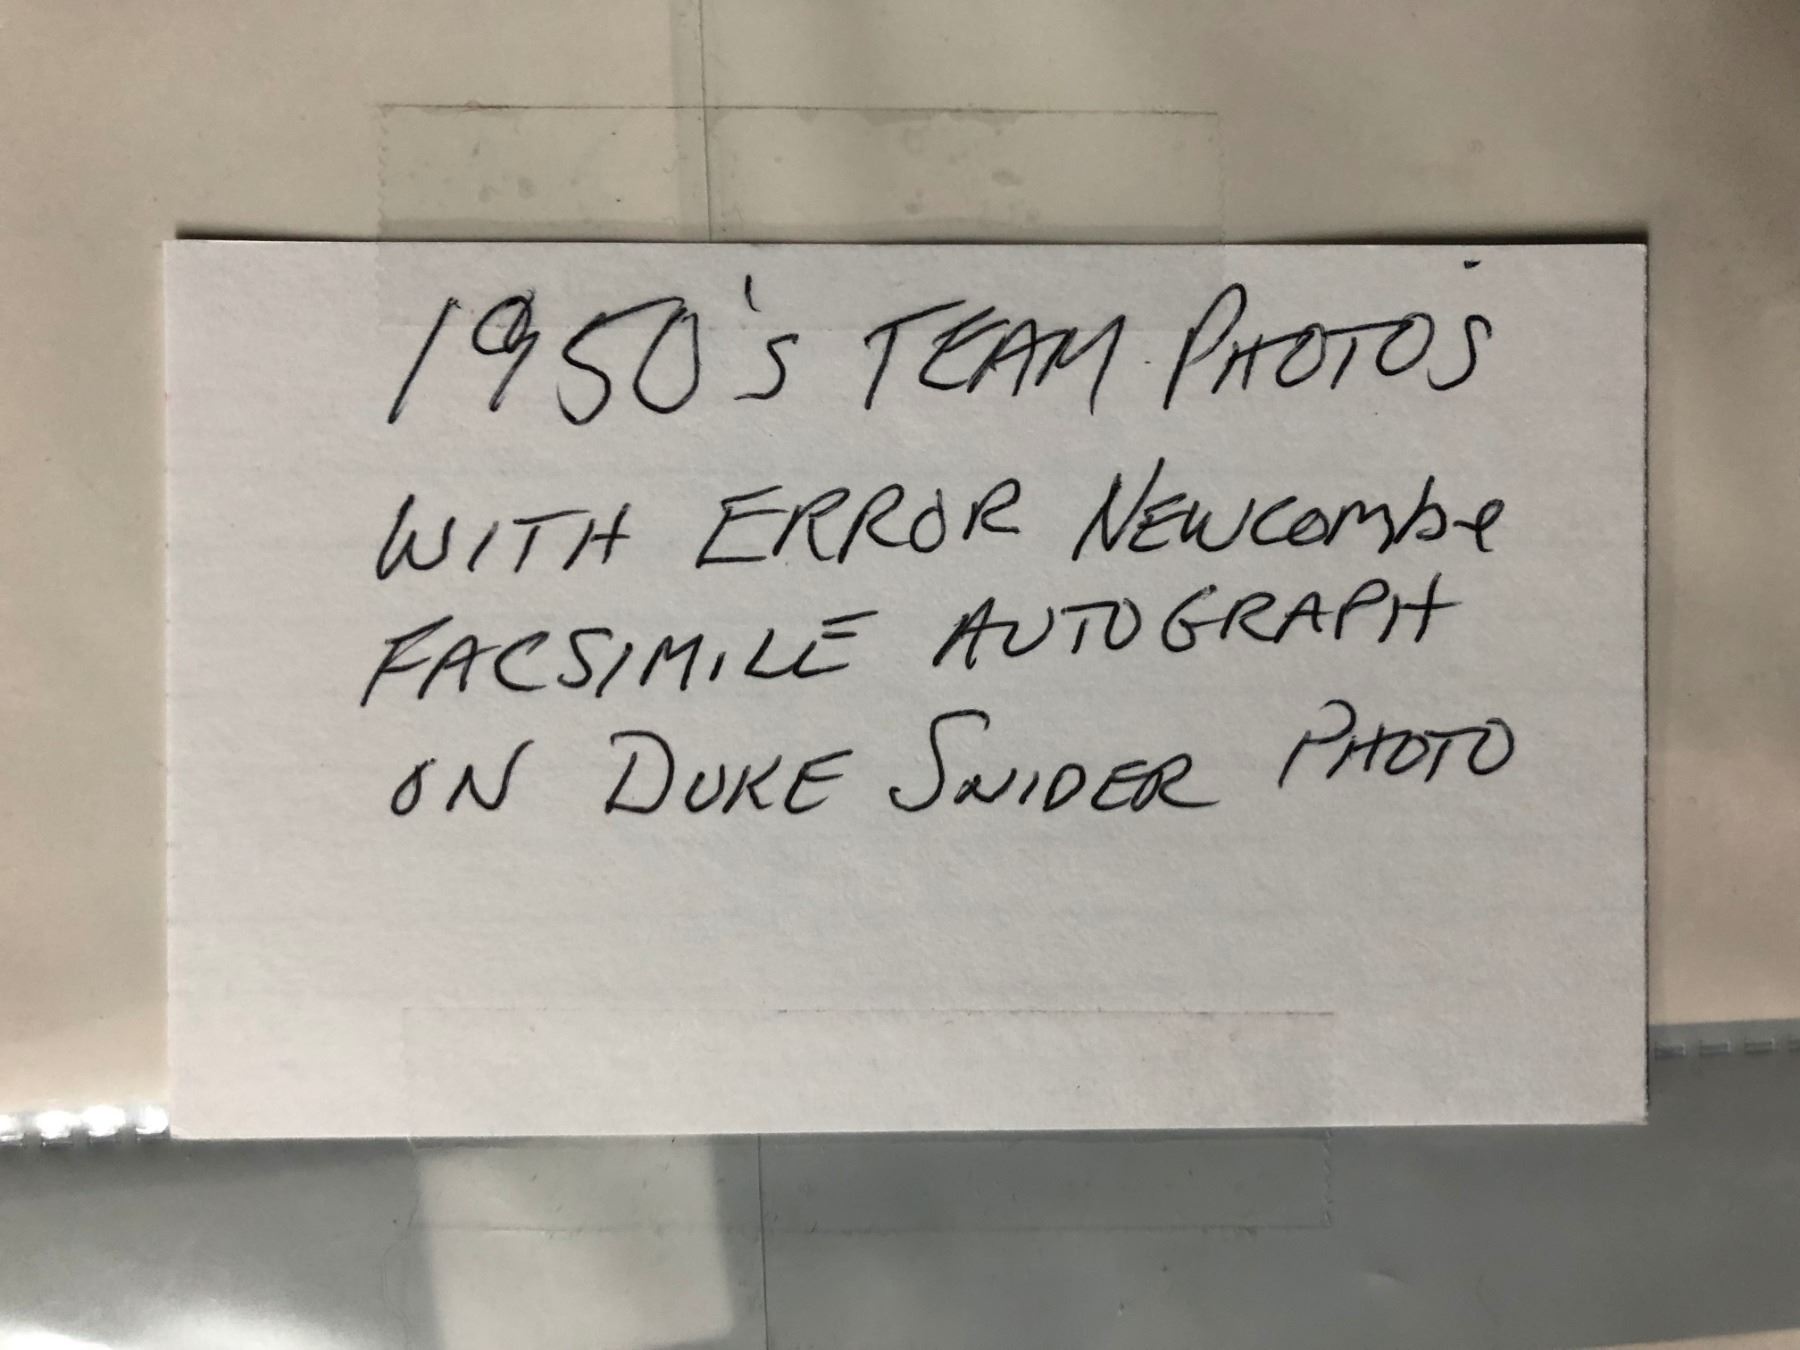 1950's TEAM PHOTOS
WITH ERROR NEWCOMbe
FACSIMILE AUTOGRAPH
ON DUKE SNIDER PHOTO